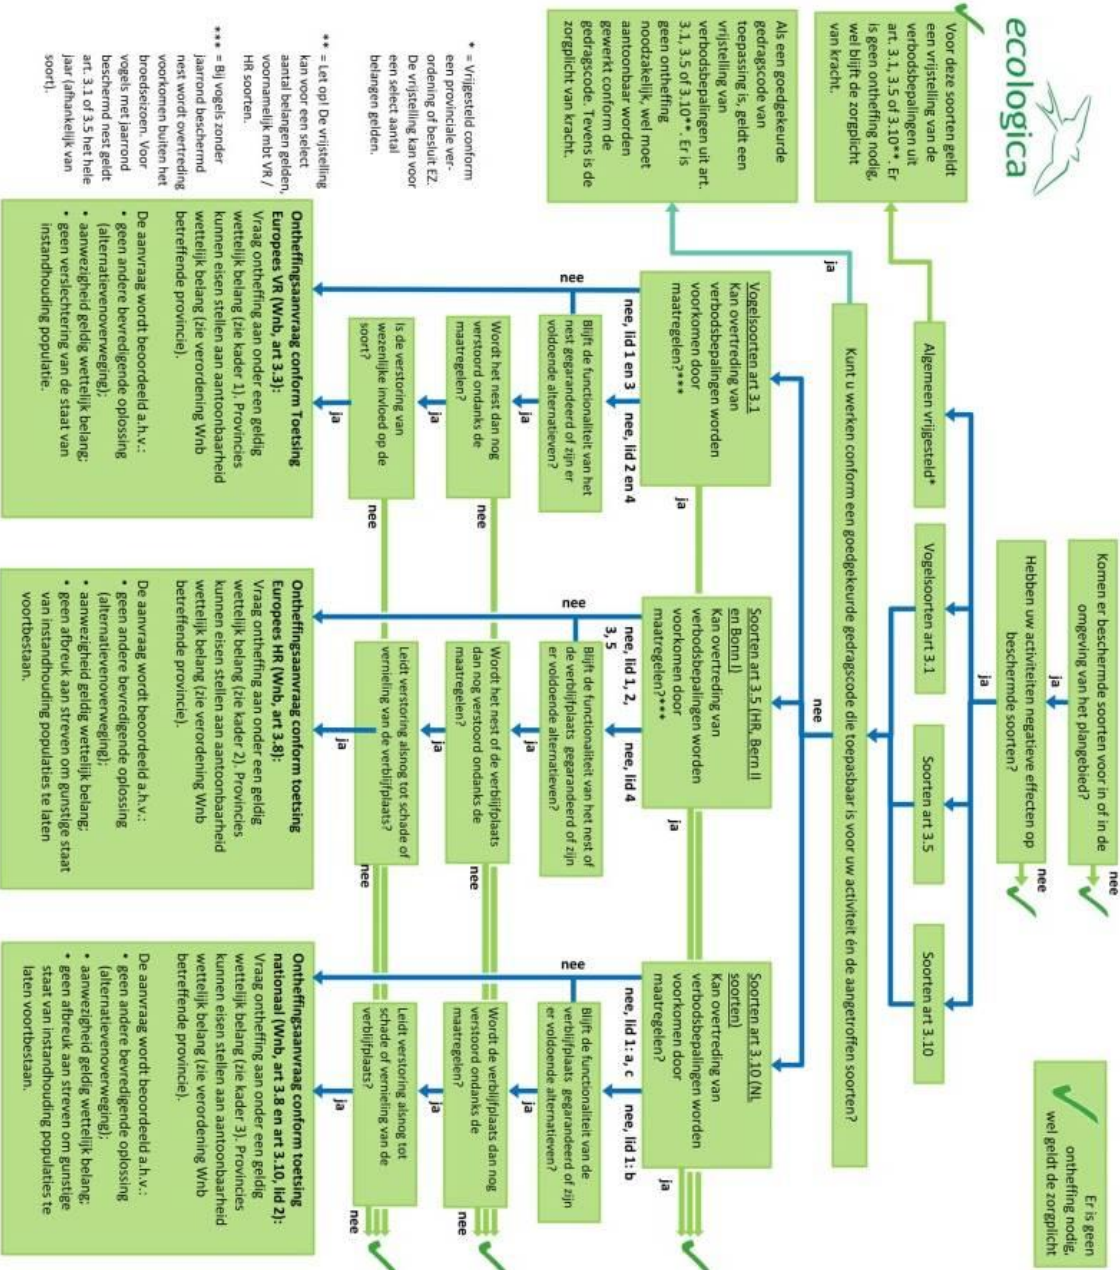 ecologica
Er is geen
ontheffing nodig,
wel geldt de zorgplicht
Komen er beschermde soorten voor in of in de
omgeving van het plangebied?
nee
ja
Hebben uw activiteiten negatieve effecten op
beschermde soorten?
nee
ja
Algemeen vrijgesteld*
Vogelsoorten art 3.1
Soorten art 3.5
Soorten art 3.10
Voor deze soorten geldt
een vrijstelling van de
verbodsbepalingen uit
art. 3.1, 3.5 of 3.10**. Er
is geen ontheffing nodig,
wel blijft de zorgplicht
van kracht.
Kunt u werken conform een goedgekeurde gedragscode die toepasbaar is voor uw activiteit én de aangetroffen soorten?
ja
nee
Als een goedgekeurde
gedragscode van
toepassing is, geldt een
vrijstelling van
verbodsbepalingen uit art.
3.1, 3.5 of 3.10**. Er is
geen ontheffing
noodzakelijk, wel moet
aantoonbaar worden
gewerkt conform de
gedragscode. Tevens is de
zorgplicht van kracht.
Vogelsoorten art 3.1
Kan overtreding van
verbodsbepalingen worden
voorkomen door
maatregelen?***
ja
Soorten art 3.5 (HR, Bern II
en Bonn I)
Kan overtreding van
verbodsbepalingen worden
voorkomen door
maatregelen?***
ja
Soorten art 3.10 (NL
soorten)
Kan overtreding van
verbodsbepalingen worden
voorkomen door
maatregelen?
ja
nee, lid 1 en 3
nee, lid 2 en 4
nee, lid 1, 2,
3, 5
nee, lid 4
nee, lid 1: a, c
nee, lid 1: b
nee
Blijft de functionaliteit van het
nest gegarandeerd of zijn er
voldoende alternatieven?
ja
nee
Blijft de functionaliteit van het nest of
de verblijfplaats gegarandeerd of zijn
er voldoende alternatieven?
ja
nee
Blijft de functionaliteit van de
verblijfplaats gegarandeerd of zijn
er voldoende alternatieven?
ja
Wordt het nest dan nog
verstoord ondanks de
maatregelen?
nee
ja
Wordt het nest of de verblijfplaats
dan nog verstoord ondanks de
maatregelen?
nee
ja
Wordt de verblijfplaats dan nog
verstoord ondanks de
maatregelen?
nee
ja
Is de verstoring van
wezenlijke invloed op de
soort?
nee
ja
Leidt verstoring alsnog tot schade of
vernieling van de verblijfplaats?
nee
ja
Leidt verstoring alsnog tot
schade of vernieling van de
verblijfplaats?
nee
ja
* = Vrijgesteld conform
een provinciale ver-
ordening of besluit EZ.
De vrijstelling kan voor
een select aantal
belangen gelden.
** = Let op! De vrijstelling
kan voor een select
aantal belangen gelden,
voornamelijk mbt VR /
HR soorten.
*** = Bij vogels zonder
jaarrond beschermd
nest wordt overtreding
voorkomen buiten het
broedseizoen. Voor
vogels met jaarrond
beschermd nest geldt
art. 3.1 of 3.5 het hele
jaar (afhankelijk van
soort).
Ontheffingsaanvraag conform Toetsing
Europees VR (Wnb, art 3.3):
Vraag ontheffing aan onder een geldig
wettelijk belang (zie kader 1). Provincies
kunnen eisen stellen aan aantoonbaarheid
wettelijk belang (zie verordening Wnb
betreffende provincie).
De aanvraag wordt beoordeeld a.h.v.:
• geen andere bevredigende oplossing
(alternatievenoverweging);
• aanwezigheid geldig wettelijk belang;
• geen verslechtering van de staat van
instandhouding populatie.
Ontheffingsaanvraag conform toetsing
Europees HR (Wnb, art 3.8):
Vraag ontheffing aan onder een geldig
wettelijk belang (zie kader 2). Provincies
kunnen eisen stellen aan aantoonbaarheid
wettelijk belang (zie verordening Wnb
betreffende provincie).
De aanvraag wordt beoordeeld a.h.v.:
• geen andere bevredigende oplossing
(alternatievenoverweging);
• aanwezigheid geldig wettelijk belang;
• geen afbreuk aan streven om gunstige staat
van instandhouding populaties te laten
voortbestaan.
Ontheffingsaanvraag conform toetsing
nationaal (Wnb, art 3.8 en art 3.10, lid 2):
Vraag ontheffing aan onder een geldig
wettelijk belang (zie kader 3). Provincies
kunnen eisen stellen aan aantoonbaarheid
wettelijk belang (zie verordening Wnb
betreffende provincie).
De aanvraag wordt beoordeeld a.h.v.:
• geen andere bevredigende oplossing
(alternatievenoverweging);
• aanwezigheid geldig wettelijk belang;
• geen afbreuk aan streven om gunstige
staat van instandhouding populaties te
laten voortbestaan.